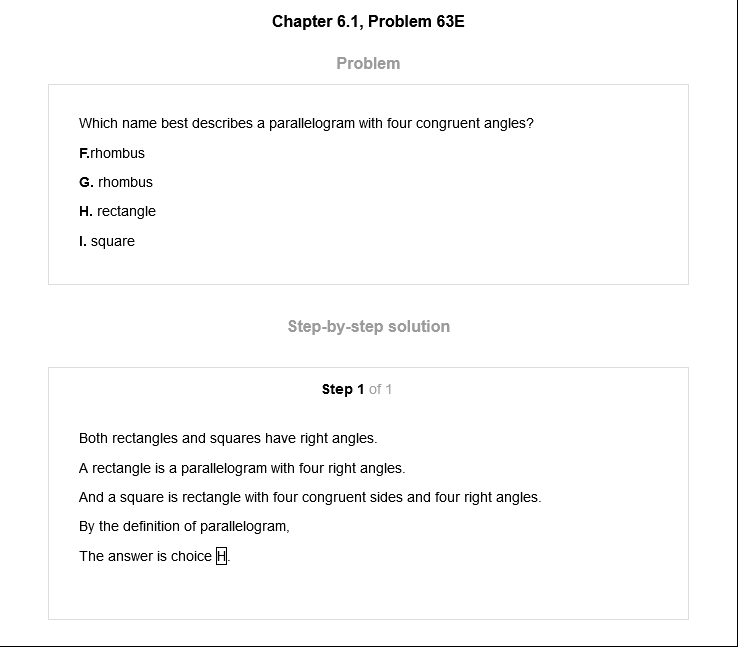 Chapter 6.1, Problem 63E
Problem
Which name best describes a parallelogram with four congruent angles?
F.rhombus
G. rhombus
H. rectangle
I. square
Step-by-step solution
Step 1 of 1
Both rectangles and squares have right angles.
A rectangle is a parallelogram with four right angles.
And a square is rectangle with four congruent sides and four right angles.
By the definition of parallelogram,
The answer is choice H.